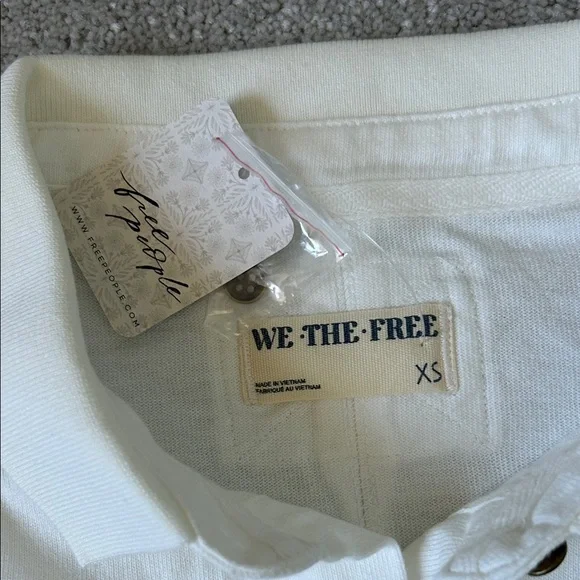 free
people
WWW.FREEPEOPLE.COM
WE·THE·FREE
XS
MADE IN VIETNAM
FABRIQUÉ AU VIETNAM